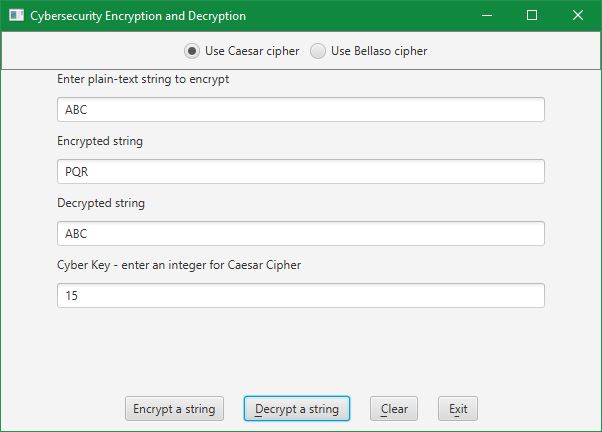 Cybersecurity Encryption and Decryption
Use Caesar cipher Use Bellaso cipher
Enter plain-text string to encrypt
ABC
Encrypted string
PQR
Decrypted string
ABC
Cyber Key - enter an integer for Caesar Cipher
15
Encrypt a string Decrypt a string Clear Exit